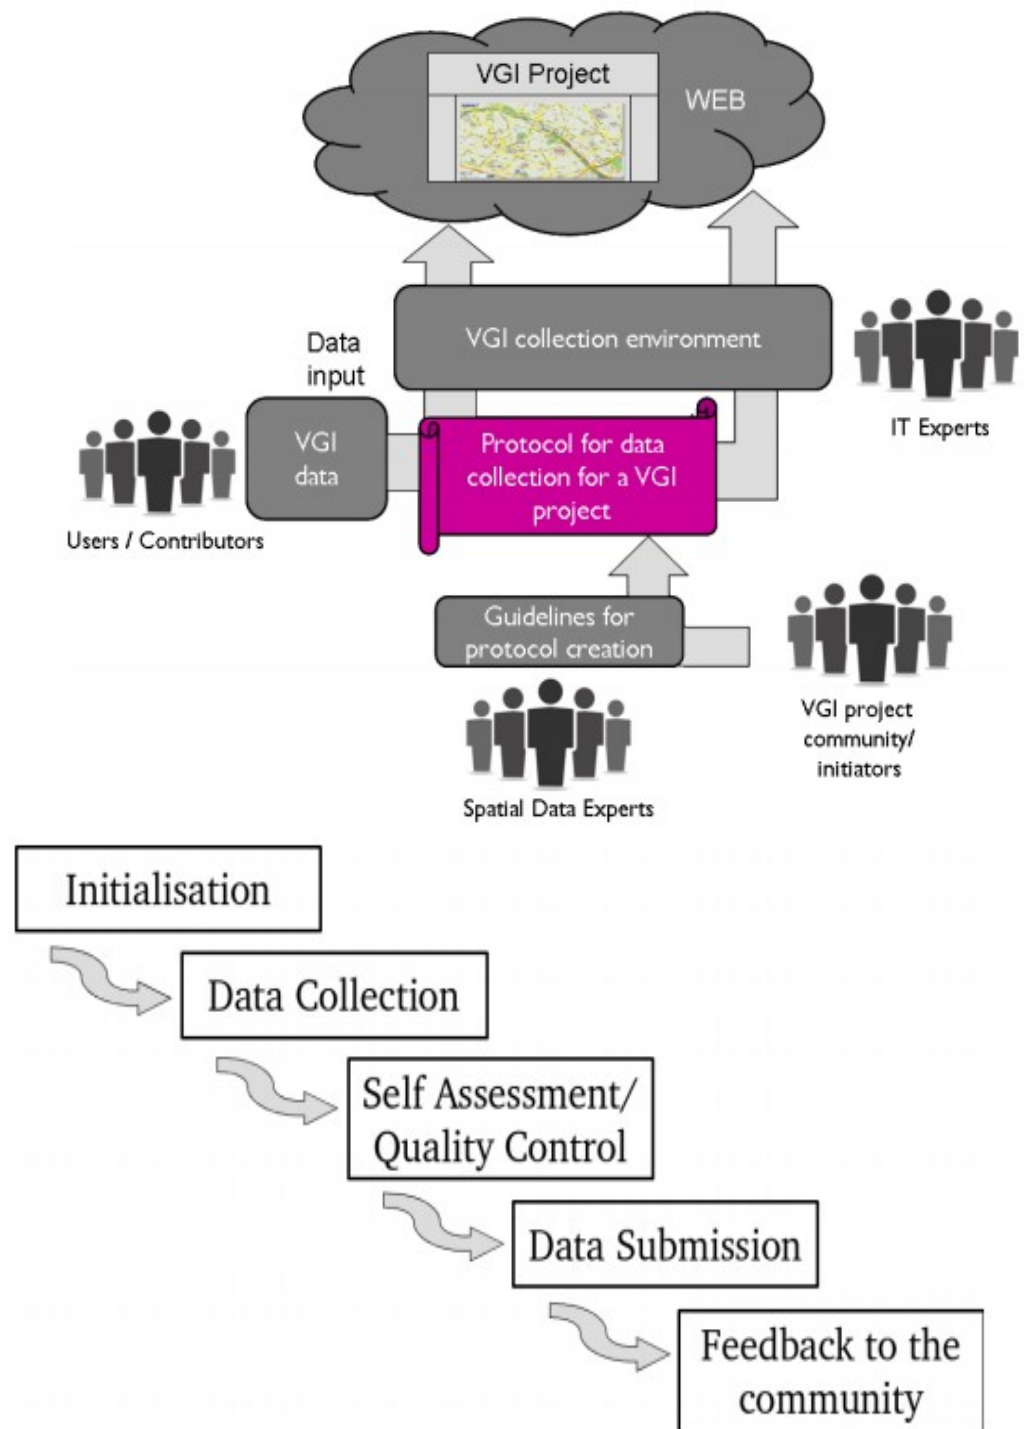 VGI Project
WEB
VGI collection environment
IT Experts
Data
input
VGI
data
Users / Contributors
Protocol for data
collection for a VGI
project
Guidelines for
protocol creation
VGI project
community/
initiators
Spatial Data Experts
Initialisation
Data Collection
Self Assessment/
Quality Control
Data Submission
Feedback to the
community